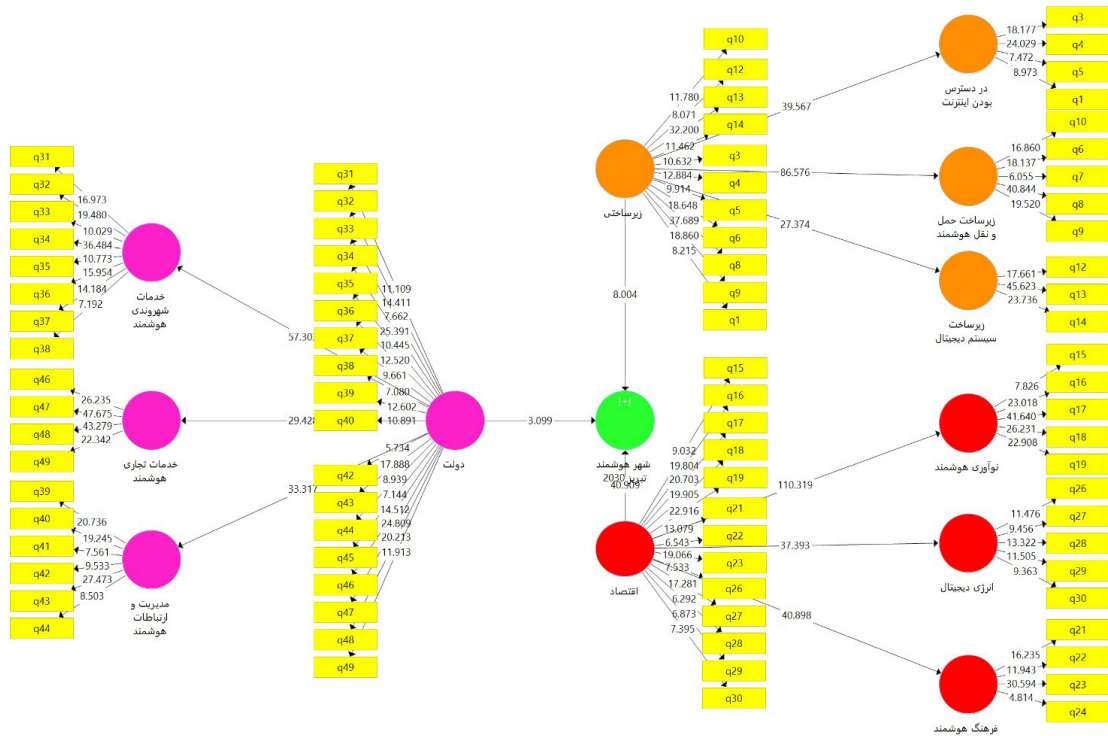 q31
q32
q33
q34
q35
q36
q37
q38
16.973
19.480
10.029
36.484
10.773
15.954
14.184
7.192
خدمات
شهروندی
هوشمند
q46
q47
q48
q49
26.235
47.675
43.279
22.342
خدمات تجاری
هوشمند
q39
q40
q41
q42
q43
q44
20.736
19.245
7.561
9.533
27.473
8.503
مدیریت و
ارتباطات
هوشمند
57.303
29.428
33.317
q31
q32
q33
q34
q35
q36
q37
q38
q39
q40
q42
q43
q44
q45
q46
q47
q48
q49
11.109
14.411
7.662
25.391
10.445
12.520
9.661
7.080
12.602
10.891
5.734
17.888
8.939
7.144
14.512
24.809
20.213
11.913
دولت
3.099
[+]
شهر هوشمند
تبریز 2030
8.004
40.909
زیرساختی
11.780
8.071
32.200
11.462
10.632
12.884
9.914
18.648
37.689
18.860
8.215
q10
q12
q13
q14
q3
q4
q5
q6
q8
q9
q1
39.567
86.576
27.374
در دسترس
بودن اینترنت
18.177
24.029
7.472
8.973
q3
q4
q5
q1
زیرساخت حمل
و نقل هوشمند
16.860
18.137
6.055
40.844
19.520
q10
q6
q7
q8
q9
زیرساخت
سیستم دیجیتال
17.661
45.623
23.736
q12
q13
q14
اقتصاد
9.032
19.804
20.703
19.905
22.916
13.079
6.543
19.066
7.533
17.281
6.292
6.873
7.395
q15
q16
q17
q18
q19
q21
q22
q23
q26
q27
q28
q29
q30
110.319
37.393
40.898
نوآوری هوشمند
7.826
23.018
41.640
26.231
22.908
q15
q16
q17
q18
q19
انرژی دیجیتال
11.476
9.456
13.322
11.505
9.363
q26
q27
q28
q29
q30
فرهنگ هوشمند
16.235
11.943
30.594
4.814
q21
q22
q23
q24